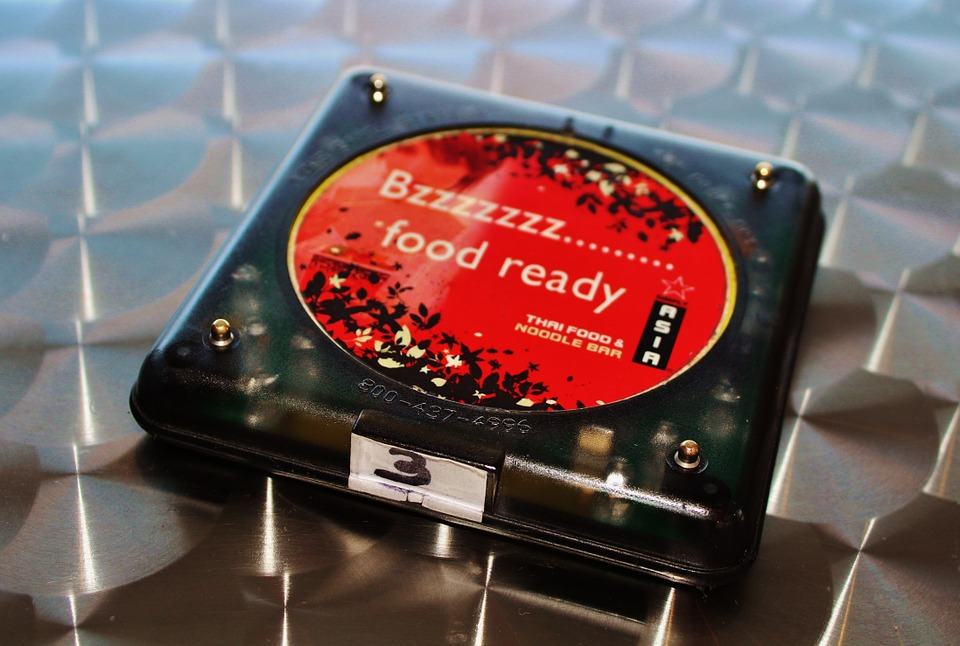 Bzzzzzzz..........
food ready
THAI FOOD &
NOODLE BAR
ASIA
800-437-4996
3